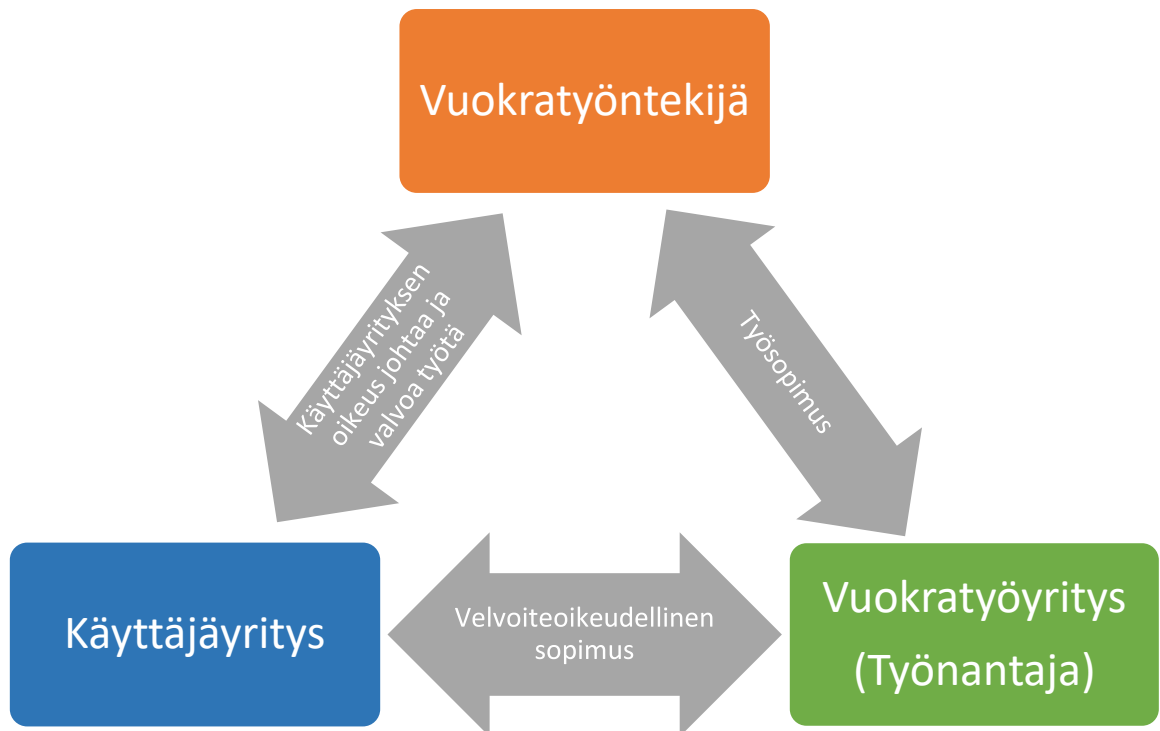 Vuokratyöntekijä
Käyttäjäyrityksen
oikeus johtaa ja
valvoa työtä
Työsopimus
Käyttäjäyritys
Velvoiteoikeudellinen
sopimus
Vuokratyöyritys
(Työnantaja)